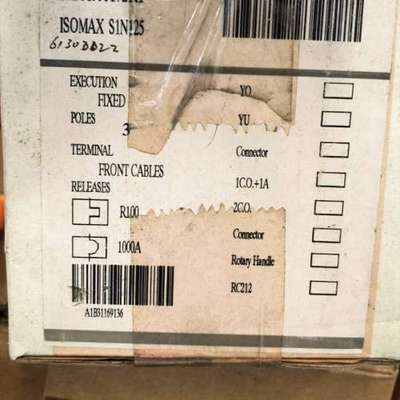 ISOMAX S1N125
6130DD22
EXECUTION
FIXED
POLES
3
TERMINAL
FRONT CABLES
RELEASES
R100
1000A
A1B31169136
YO
YU
Connector
1C.O.+1A
2C.O.
Connector
Rotary Handle
RC212